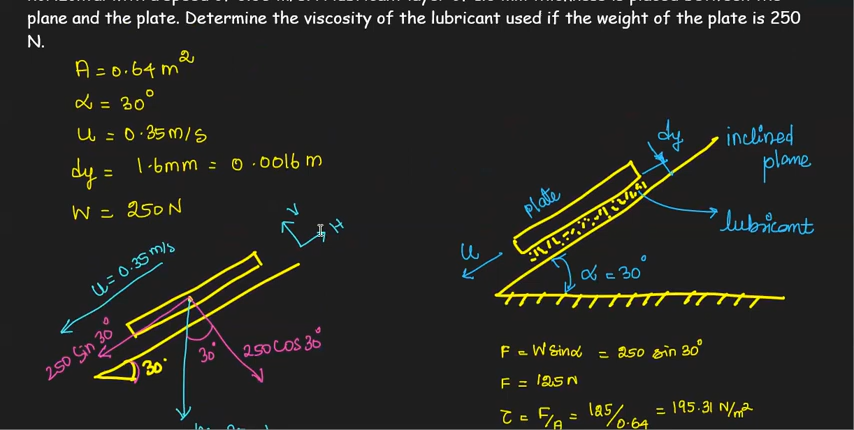 plane and the plate. Determine the viscosity of the lubricant used if the weight of the plate is 250
N.
A = 0.64 m²
α = 30°
u = 0.35 m/s
dy = 1.6mm = 0.0016 m
W = 250 N
V
H
u = 0.35 m/s
250 Sin 30°
30°
30°
250 Cos 30°
dy
inclined
plane
plate
lubricant
u
α = 30°
F = W sinα = 250 sin 30°
F = 125 N
τ = F/A = 125/0.64 = 195.31 N/m²